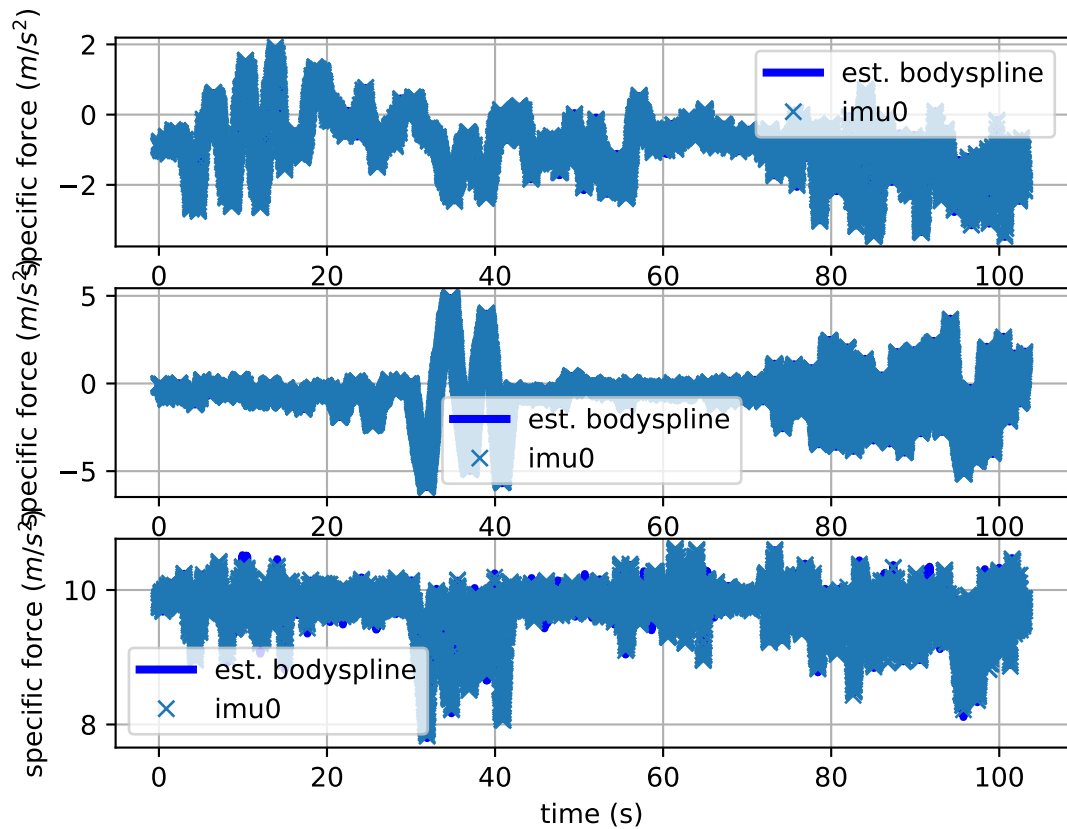 specific force (m/s²)
2
0
−2
est. bodyspline
imu0
0 20 40 60 80 100
specific force (m/s²)
5
0
−5
est. bodyspline
imu0
0 20 40 60 80 100
specific force (m/s²)
10
8
est. bodyspline
imu0
0 20 40 60 80 100
time (s)